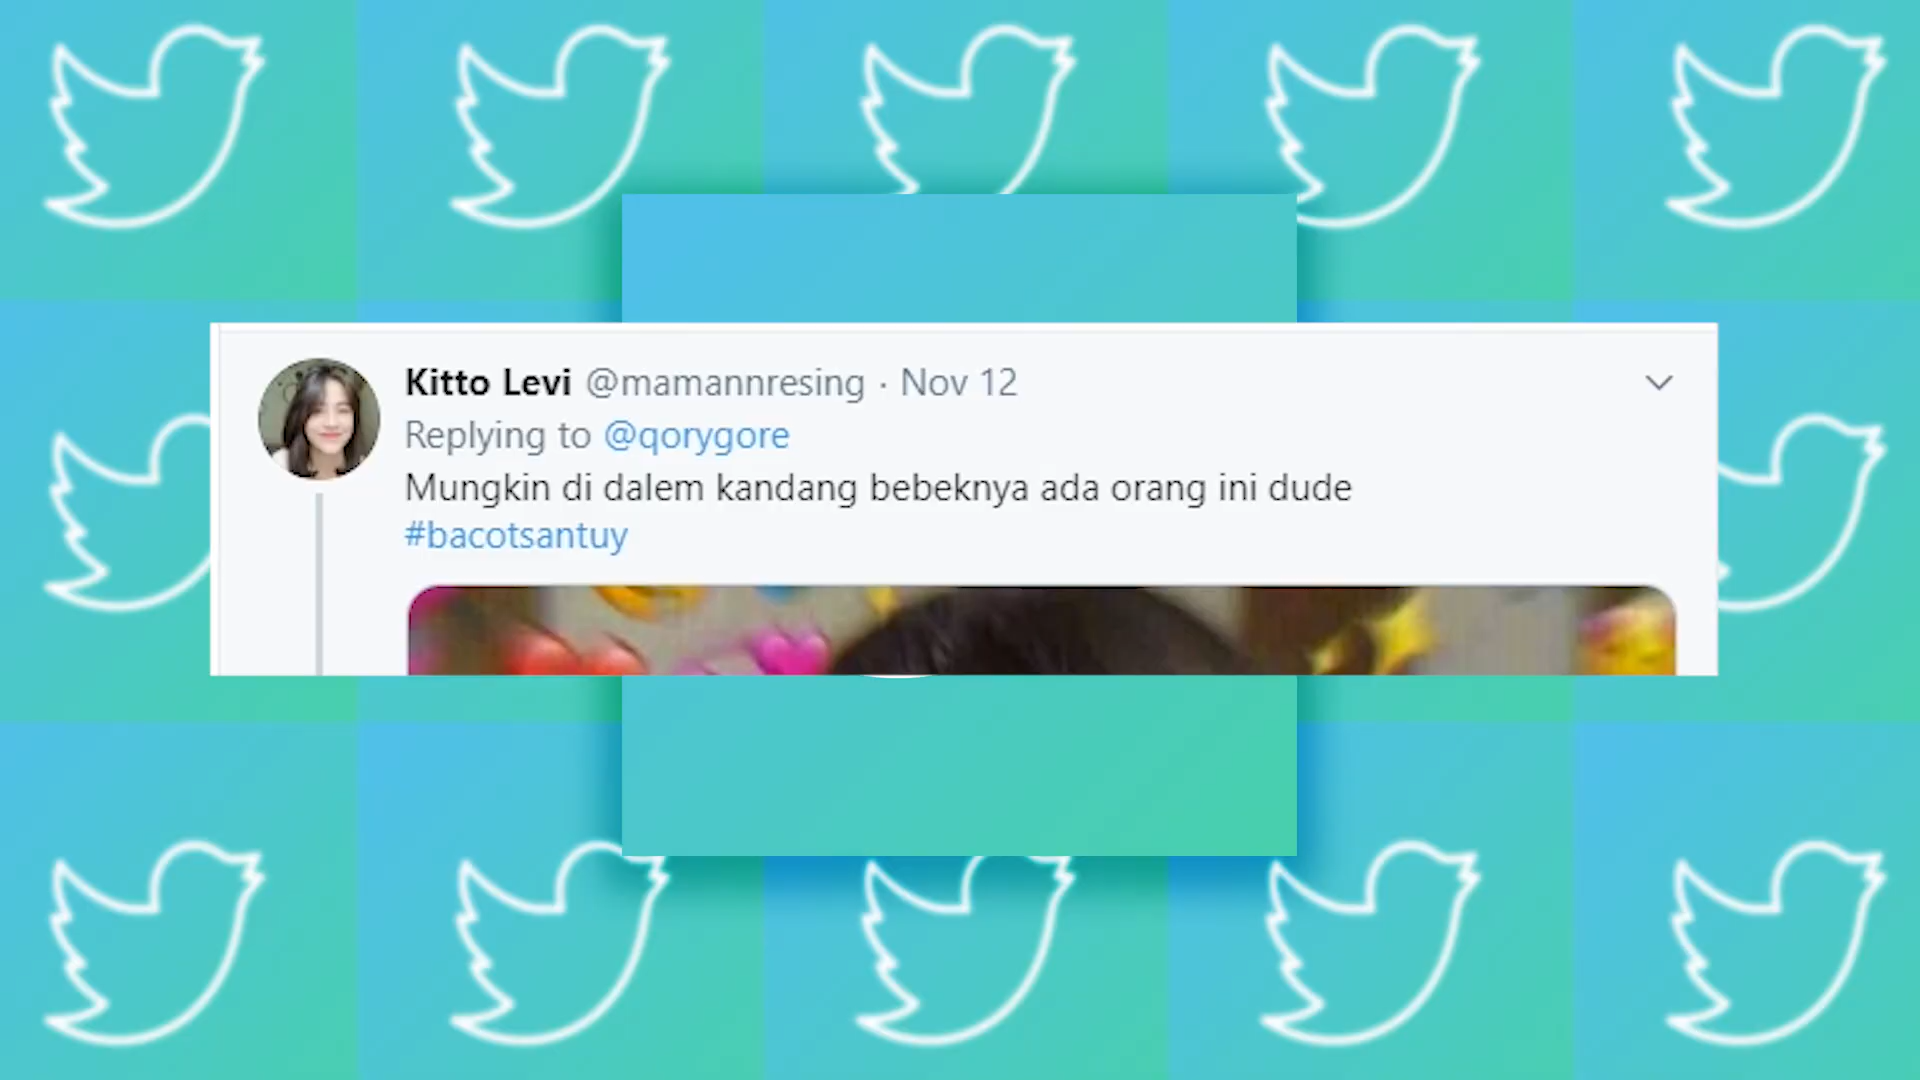 Kitto Levi @mamannresing · Nov 12
Replying to @qorygore
Mungkin di dalem kandang bebeknya ada orang ini dude
#bacotsantuy